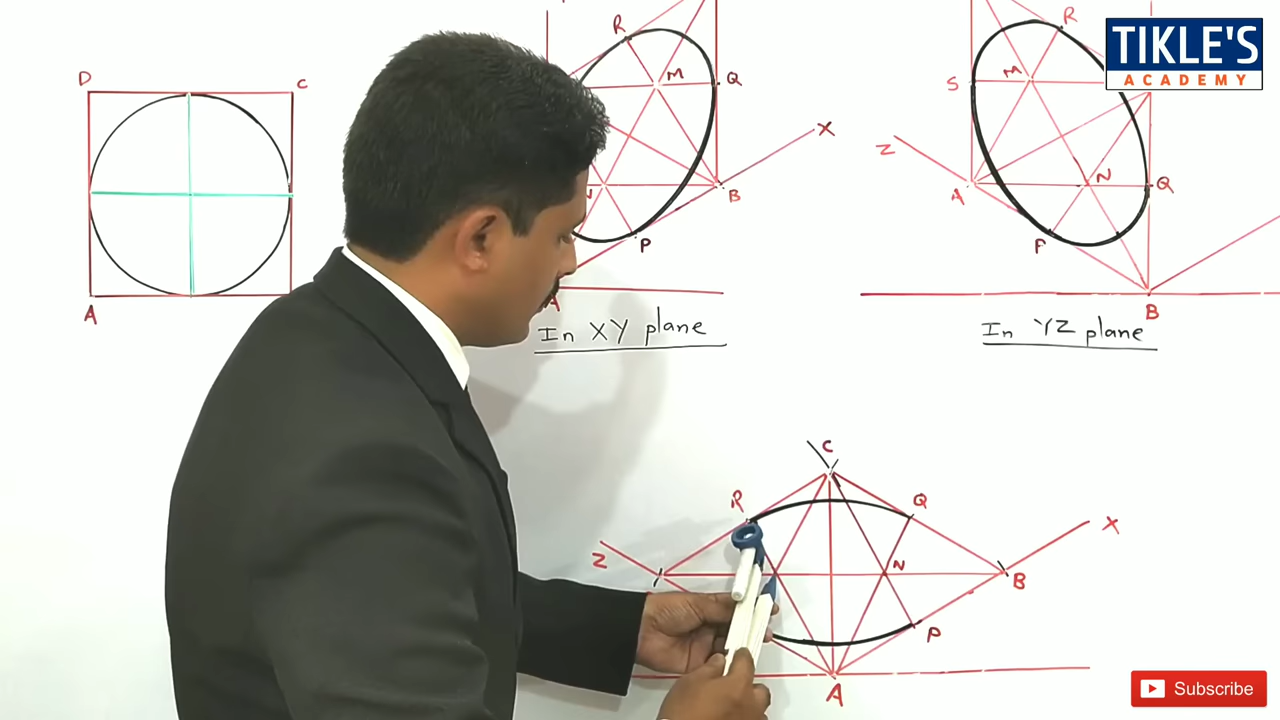 TIKLE'S
ACADEMY
D
C
A
R
M
Q
X
B
P
A
In XY plane
R
M
S
Z
A
N
Q
P
B
In YZ plane
C
R
Q
Z
N
X
B
P
A
Subscribe